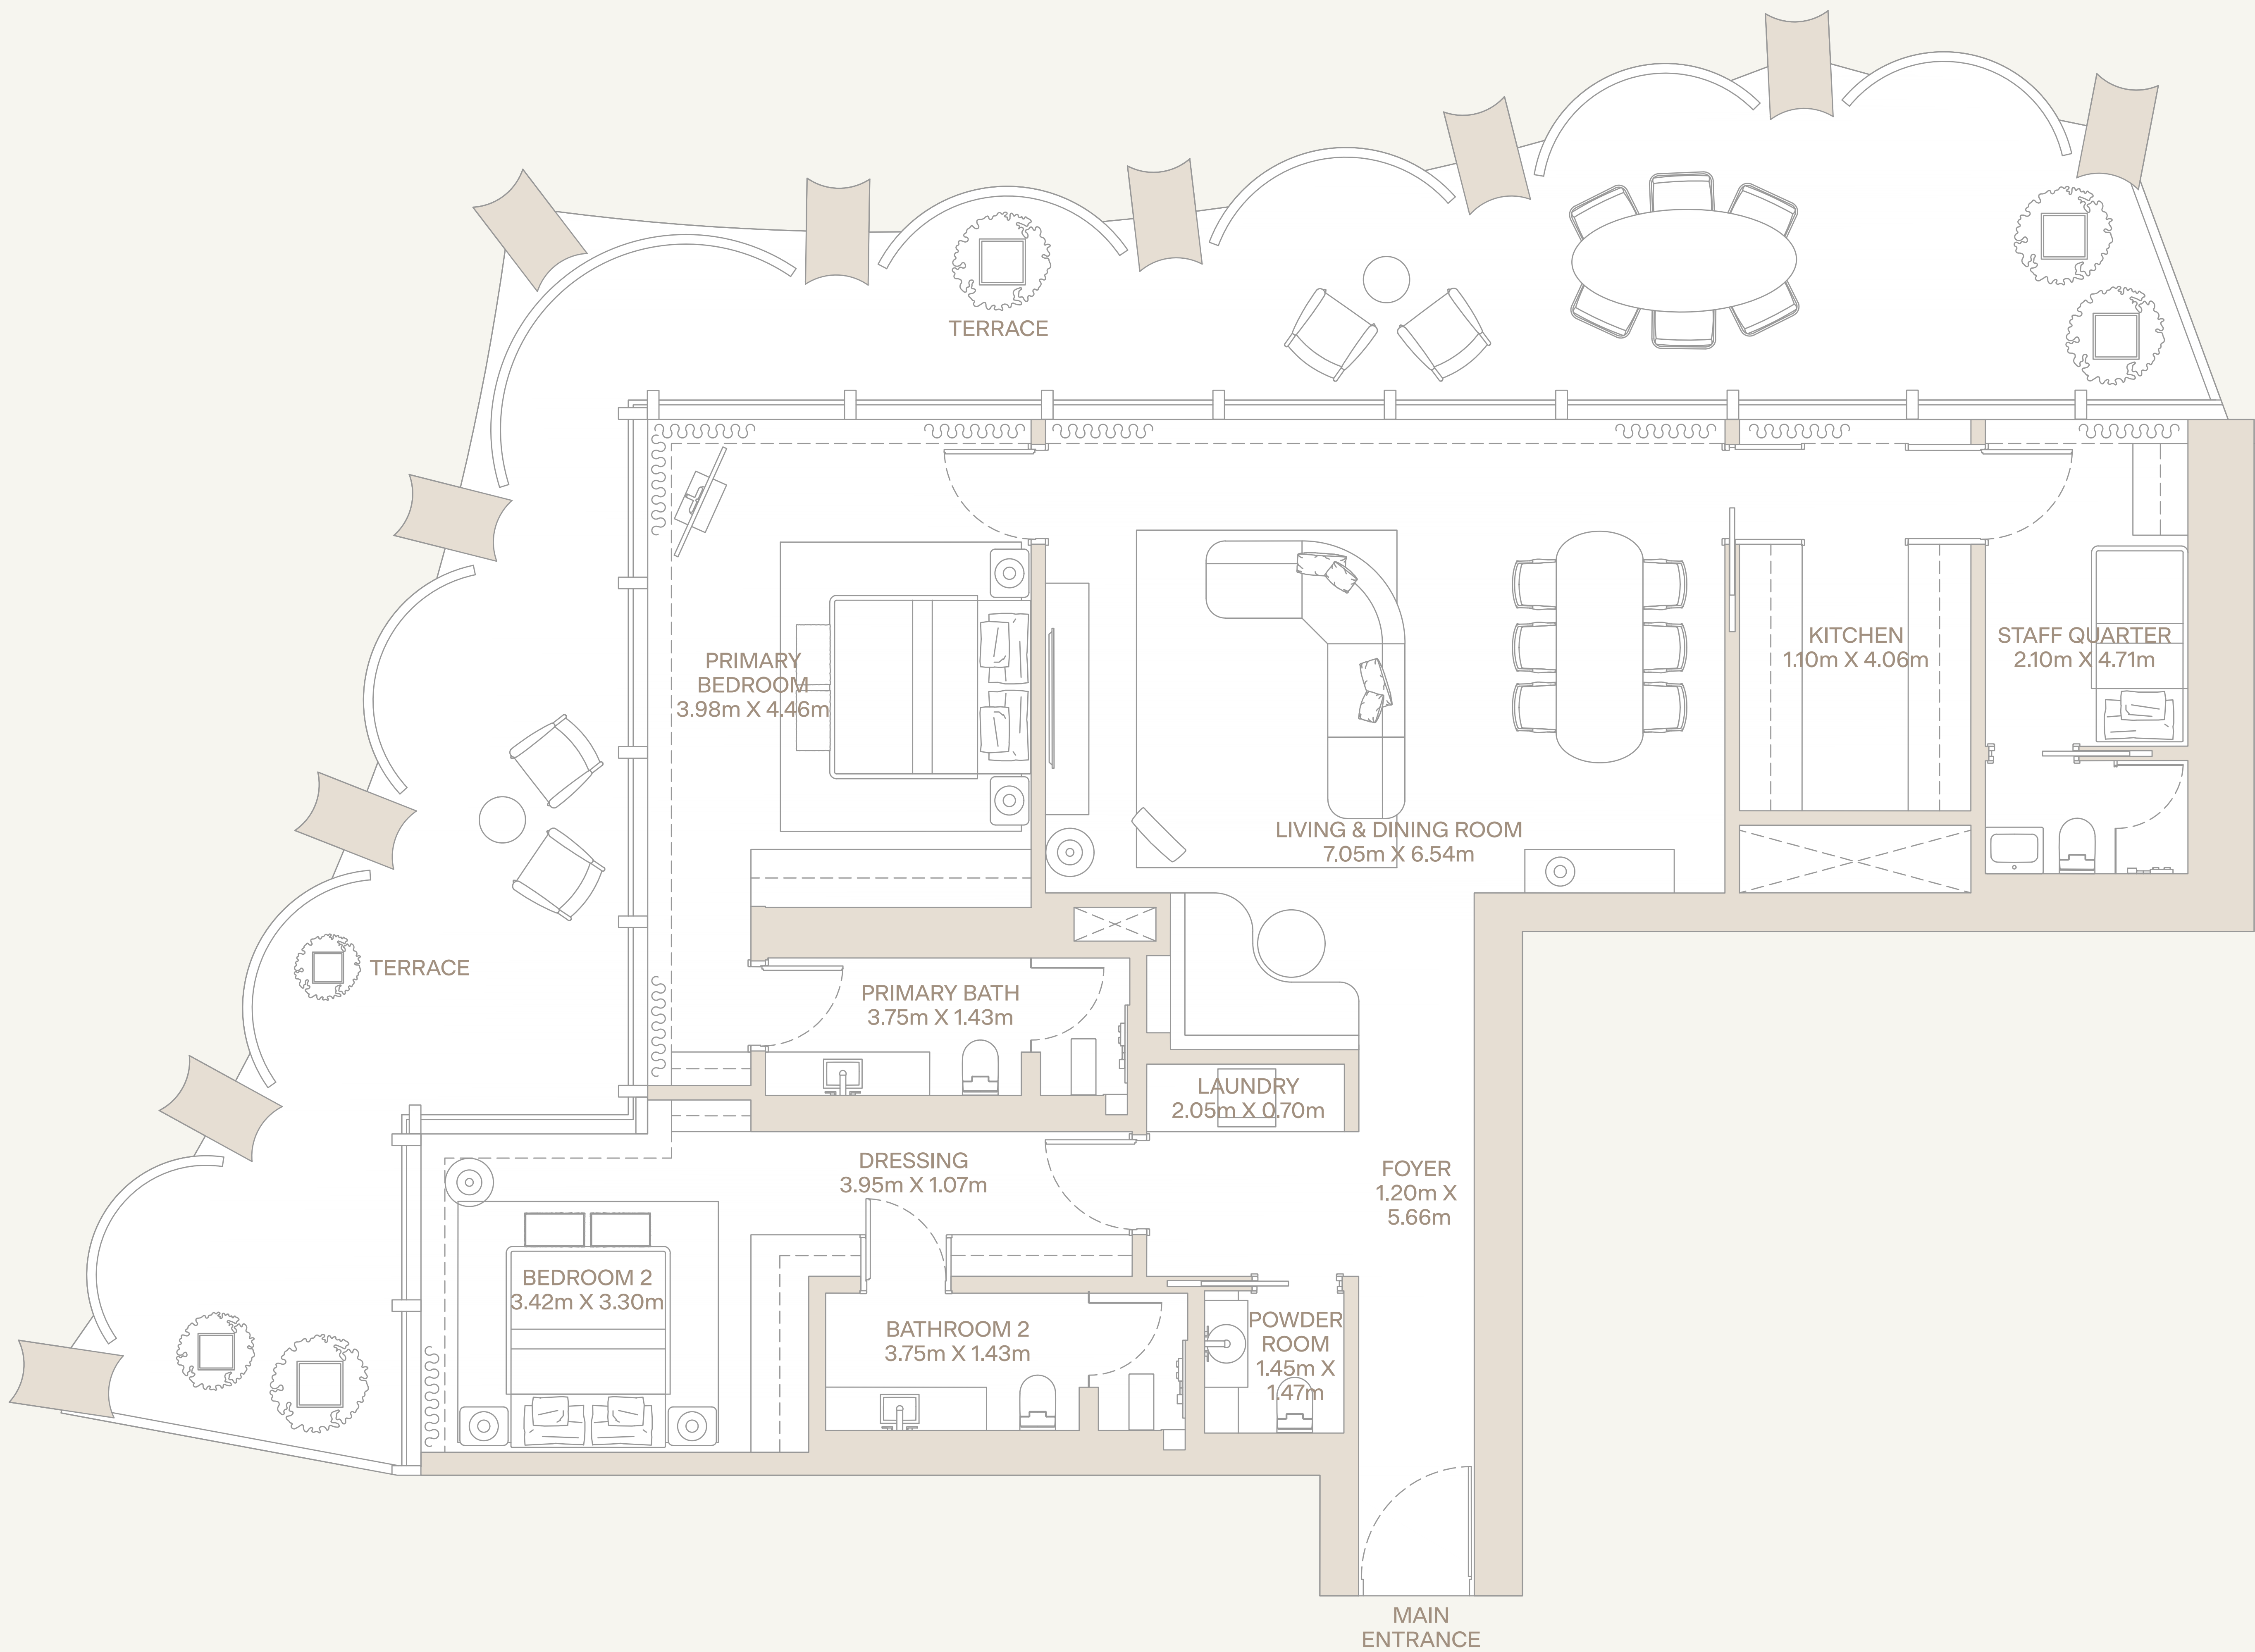 TERRACE
PRIMARY
BEDROOM
3.98m X 4.46m
KITCHEN
1.10m X 4.06m
STAFF QUARTER
2.10m X 4.71m
LIVING & DINING ROOM
7.05m X 6.54m
TERRACE
PRIMARY BATH
3.75m X 1.43m
LAUNDRY
2.05m X 0.70m
DRESSING
3.95m X 1.07m
FOYER
1.20m X
5.66m
BEDROOM 2
3.42m X 3.30m
BATHROOM 2
3.75m X 1.43m
POWDER
ROOM
1.45m X
1.47m
MAIN
ENTRANCE